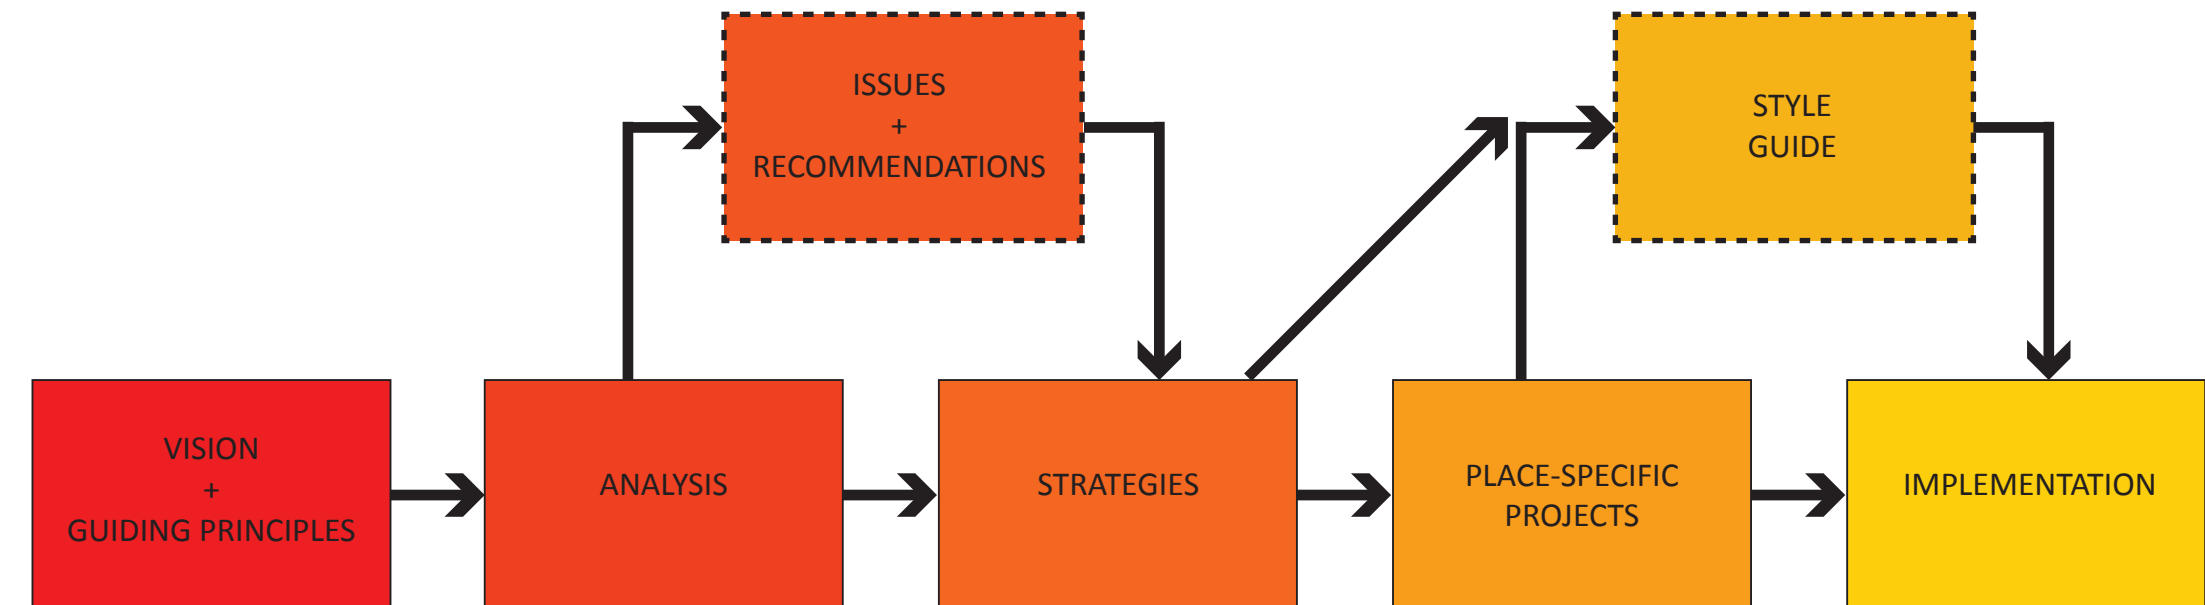 ISSUES
+
RECOMMENDATIONS
STYLE
GUIDE
VISION
+
GUIDING PRINCIPLES
ANALYSIS
STRATEGIES
PLACE-SPECIFIC
PROJECTS
IMPLEMENTATION